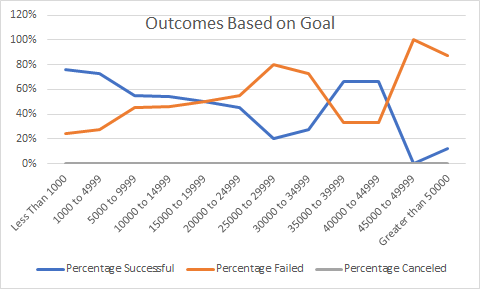 Outcomes Based on Goal
120%
100%
80%
60%
40%
20%
0%
Less Than 1000
1000 to 4999
5000 to 9999
10000 to 14999
15000 to 19999
20000 to 24999
25000 to 29999
30000 to 34999
35000 to 39999
40000 to 44999
45000 to 49999
Greater than 50000
Percentage Successful
Percentage Failed
Percentage Canceled